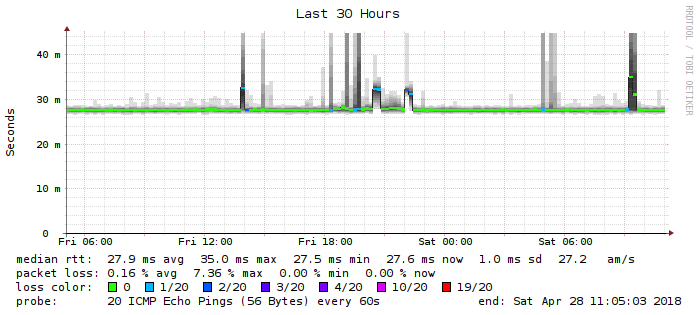 Last 30 Hours
RRDTOOL / TOBI OETIKER
Seconds
40 m
30 m
20 m
10 m
0
Fri 06:00 Fri 12:00 Fri 18:00 Sat 00:00 Sat 06:00
median rtt: 27.9 ms avg 35.0 ms max 27.5 ms min 27.6 ms now 1.0 ms sd 27.2 am/s
packet loss: 0.16 % avg 7.36 % max 0.00 % min 0.00 % now
loss color: 0 1/20 2/20 3/20 4/20 10/20 19/20
probe: 20 ICMP Echo Pings (56 Bytes) every 60s end: Sat Apr 28 11:05:03 2018